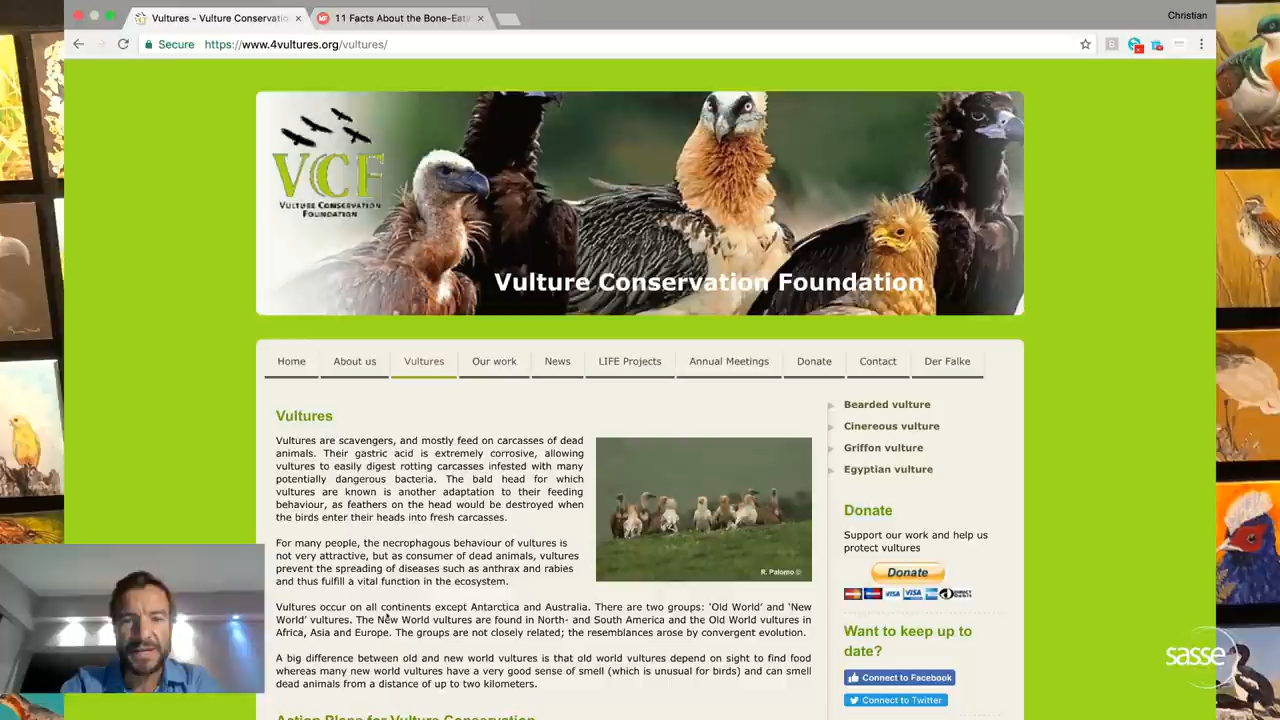 Vultures - Vulture Conservatio
11 Facts About the Bone-Eati
Christian
Secure
https://www.4vultures.org/vultures/
VCF
VULTURE CONSERVATION
FOUNDATION
Vulture Conservation Foundation
Home
About us
Vultures
Our work
News
LIFE Projects
Annual Meetings
Donate
Contact
Der Falke
Vultures
Vultures are scavengers, and mostly feed on carcasses of dead
animals. Their gastric acid is extremely corrosive, allowing
vultures to easily digest rotting carcasses infested with many
potentially dangerous bacteria. The bald head for which
vultures are known is another adaptation to their feeding
behaviour, as feathers on the head would be destroyed when
the birds enter their heads into fresh carcasses.
R. Palomo ©
For many people, the necrophagous behaviour of vultures is
not very attractive, but as consumer of dead animals, vultures
prevent the spreading of diseases such as anthrax and rabies
and thus fulfill a vital function in the ecosystem.
Vultures occur on all continents except Antarctica and Australia. There are two groups: 'Old World' and 'New
World' vultures. The New World vultures are found in North- and South America and the Old World vultures in
Africa, Asia and Europe. The groups are not closely related; the resemblances arose by convergent evolution.
A big difference between old and new world vultures is that old world vultures depend on sight to find food
whereas many new world vultures have a very good sense of smell (which is unusual for birds) and can smell
dead animals from a distance of up to two kilometers.
Action Plans for Vulture Conservation
Bearded vulture
Cinereous vulture
Griffon vulture
Egyptian vulture
Donate
Support our work and help us
protect vultures
Donate
VISA
Want to keep up to
date?
Connect to Facebook
Connect to Twitter
sasse